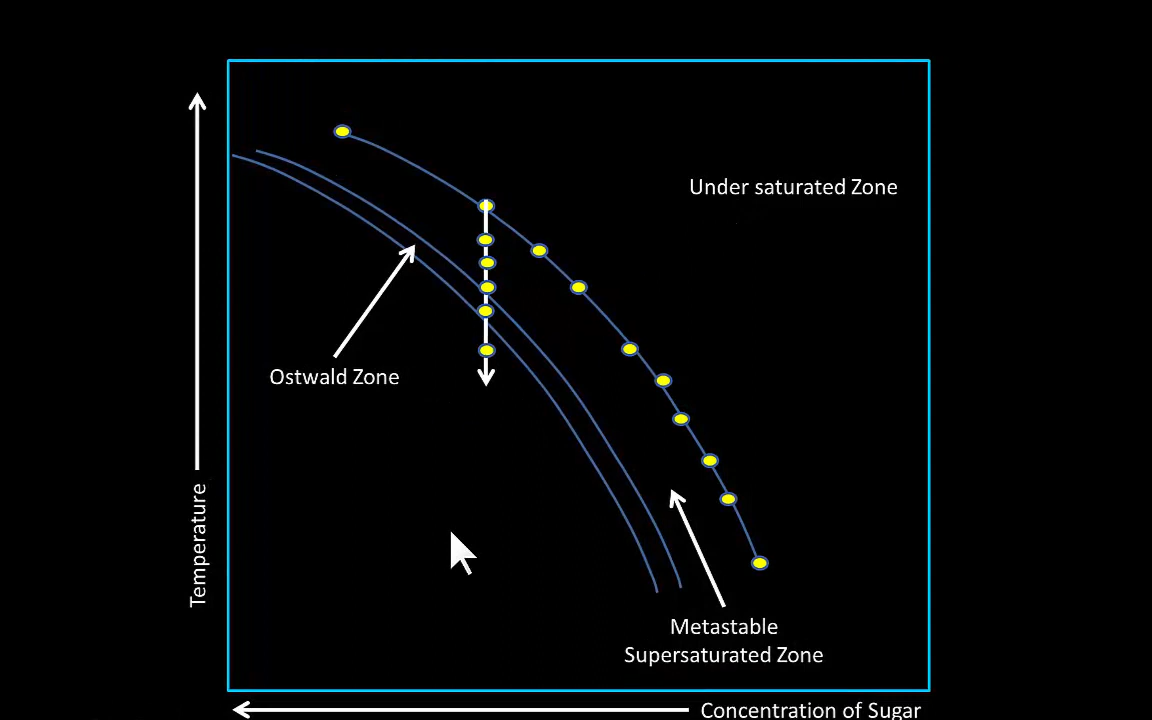 Under saturated Zone
Ostwald Zone
Temperature
Metastable
Supersaturated Zone
Concentration of Sugar